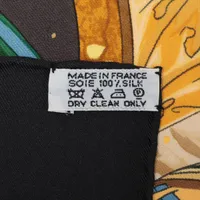 MADE IN FRANCE
SOIE 100% SILK
DRY CLEAN ONLY